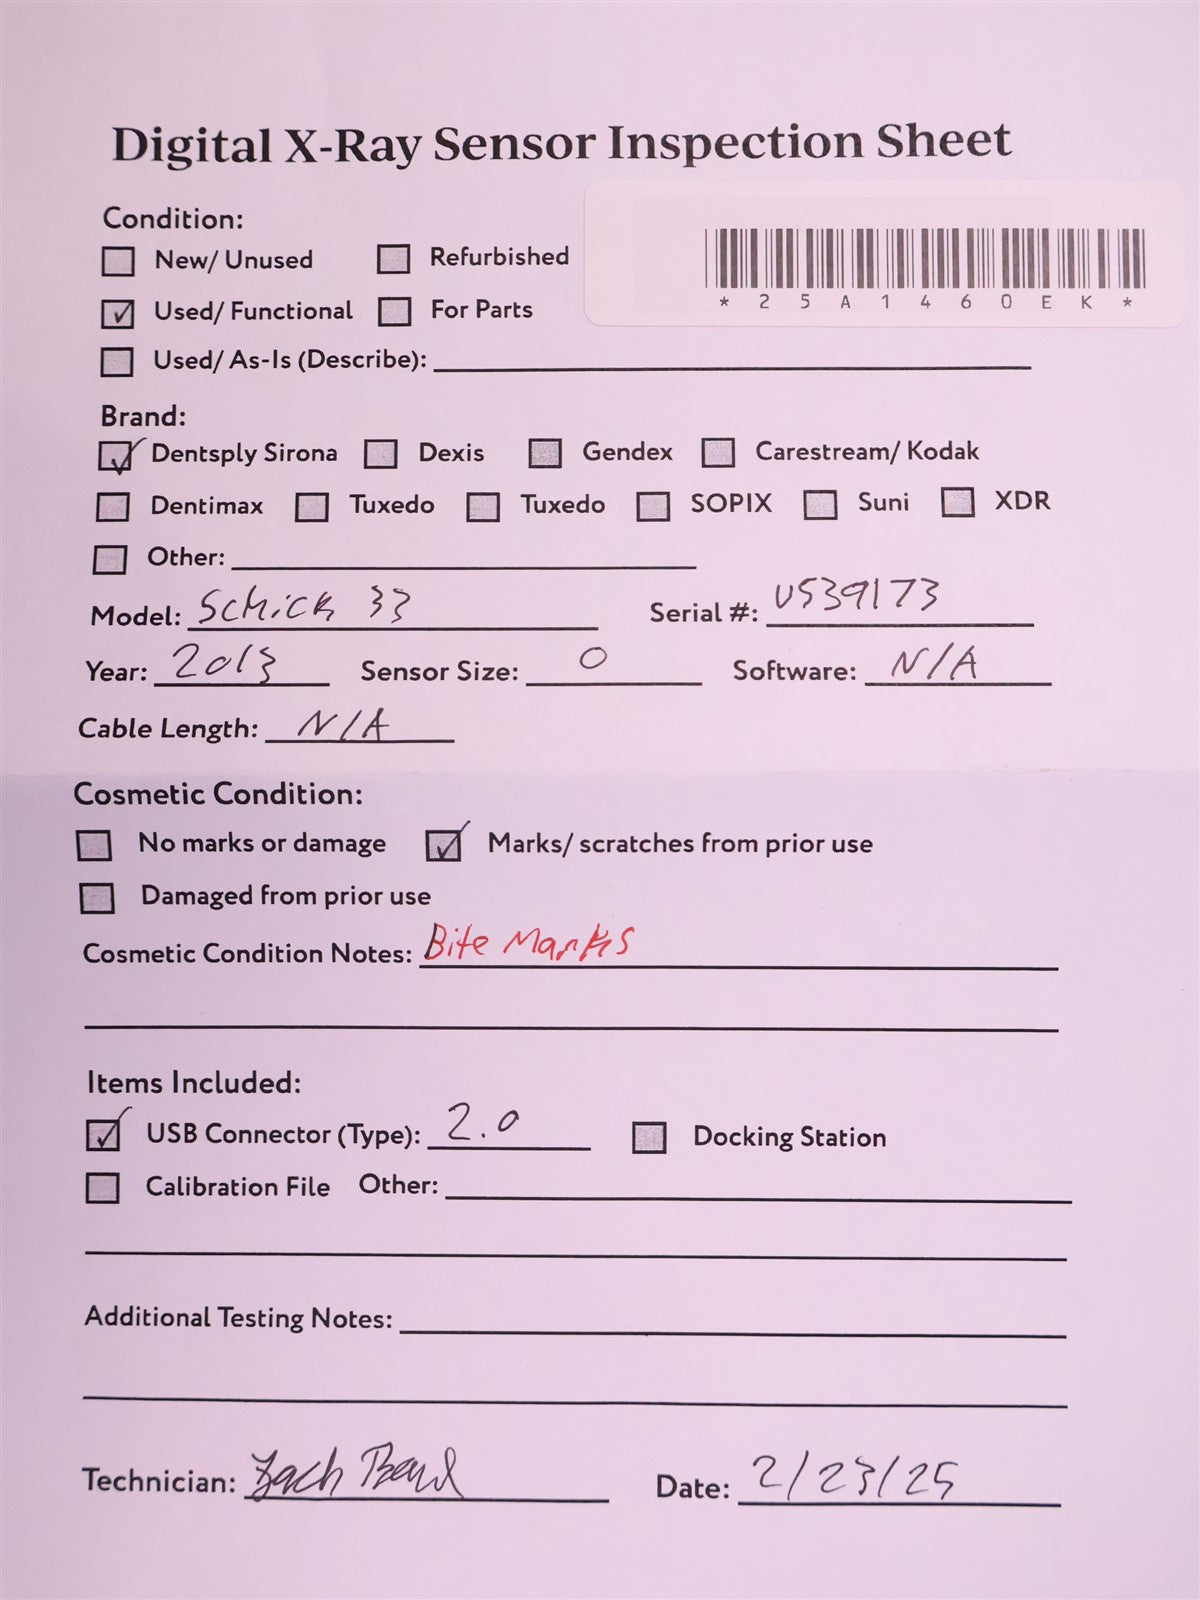 Digital X-Ray Sensor Inspection Sheet
Condition:
New/ Unused Refurbished
*25A1460EK*
Used/ Functional For Parts
Used/ As-Is (Describe):
Brand:
Dentsply Sirona Dexis Gendex Carestream/ Kodak
Dentimax Tuxedo Tuxedo SOPIX Suni XDR
Other:
Model: Schick 33 Serial #: US39173
Year: 2013 Sensor Size: 0 Software: N/A
Cable Length: N/A
Cosmetic Condition:
No marks or damage Marks/ scratches from prior use
Damaged from prior use
Cosmetic Condition Notes: Bite Marks
Items Included:
USB Connector (Type): 2.0 Docking Station
Calibration File Other:
Additional Testing Notes:
Technician: Zach Date: 2/23/25